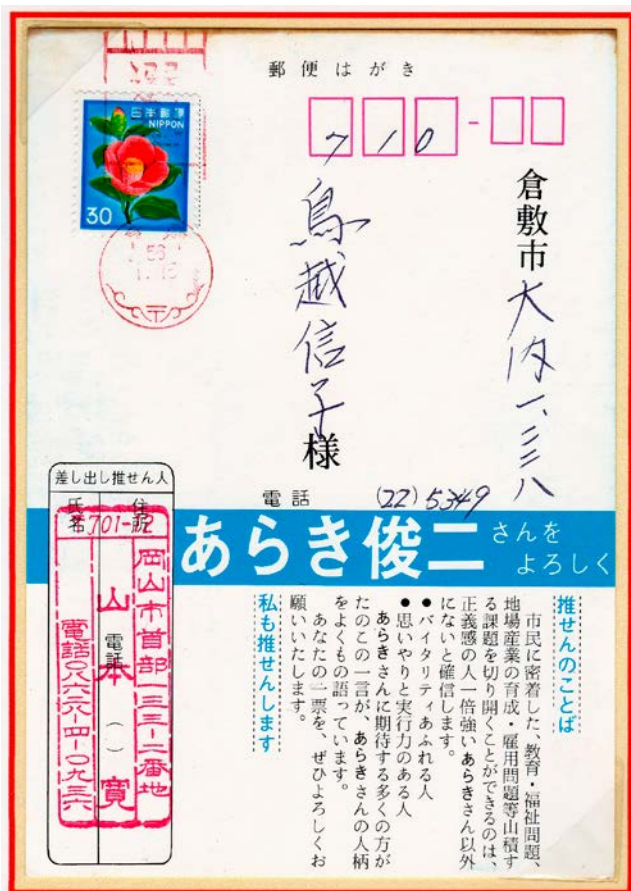 郵便はがき
日本郵便
NIPPON
30
56
710
倉敷市大内一、二三八
鳥越信子様
電話 (22)5349
あらき俊二さんをよろしく
推せんのことば
市民に密着した、教育・福祉問題、
地場産業の育成・雇用問題等山積す
る課題を切り開くことができるのは、
正義感の人一倍強いあらきさん以外
にないと確信します。
●バイタリティあふれる人
●思いやりと実行力のある人
あらきさんに期待する多くの方が
たのこの一言が、あらきさんの人柄
をよくもの語っています。
あなたの一票を、ぜひよろしくお
願いいたします。
私も推せんします
差し出し推せん人
住所
氏名
電話 ( )
701-12
岡山市首部一三三-二番地
山本寛